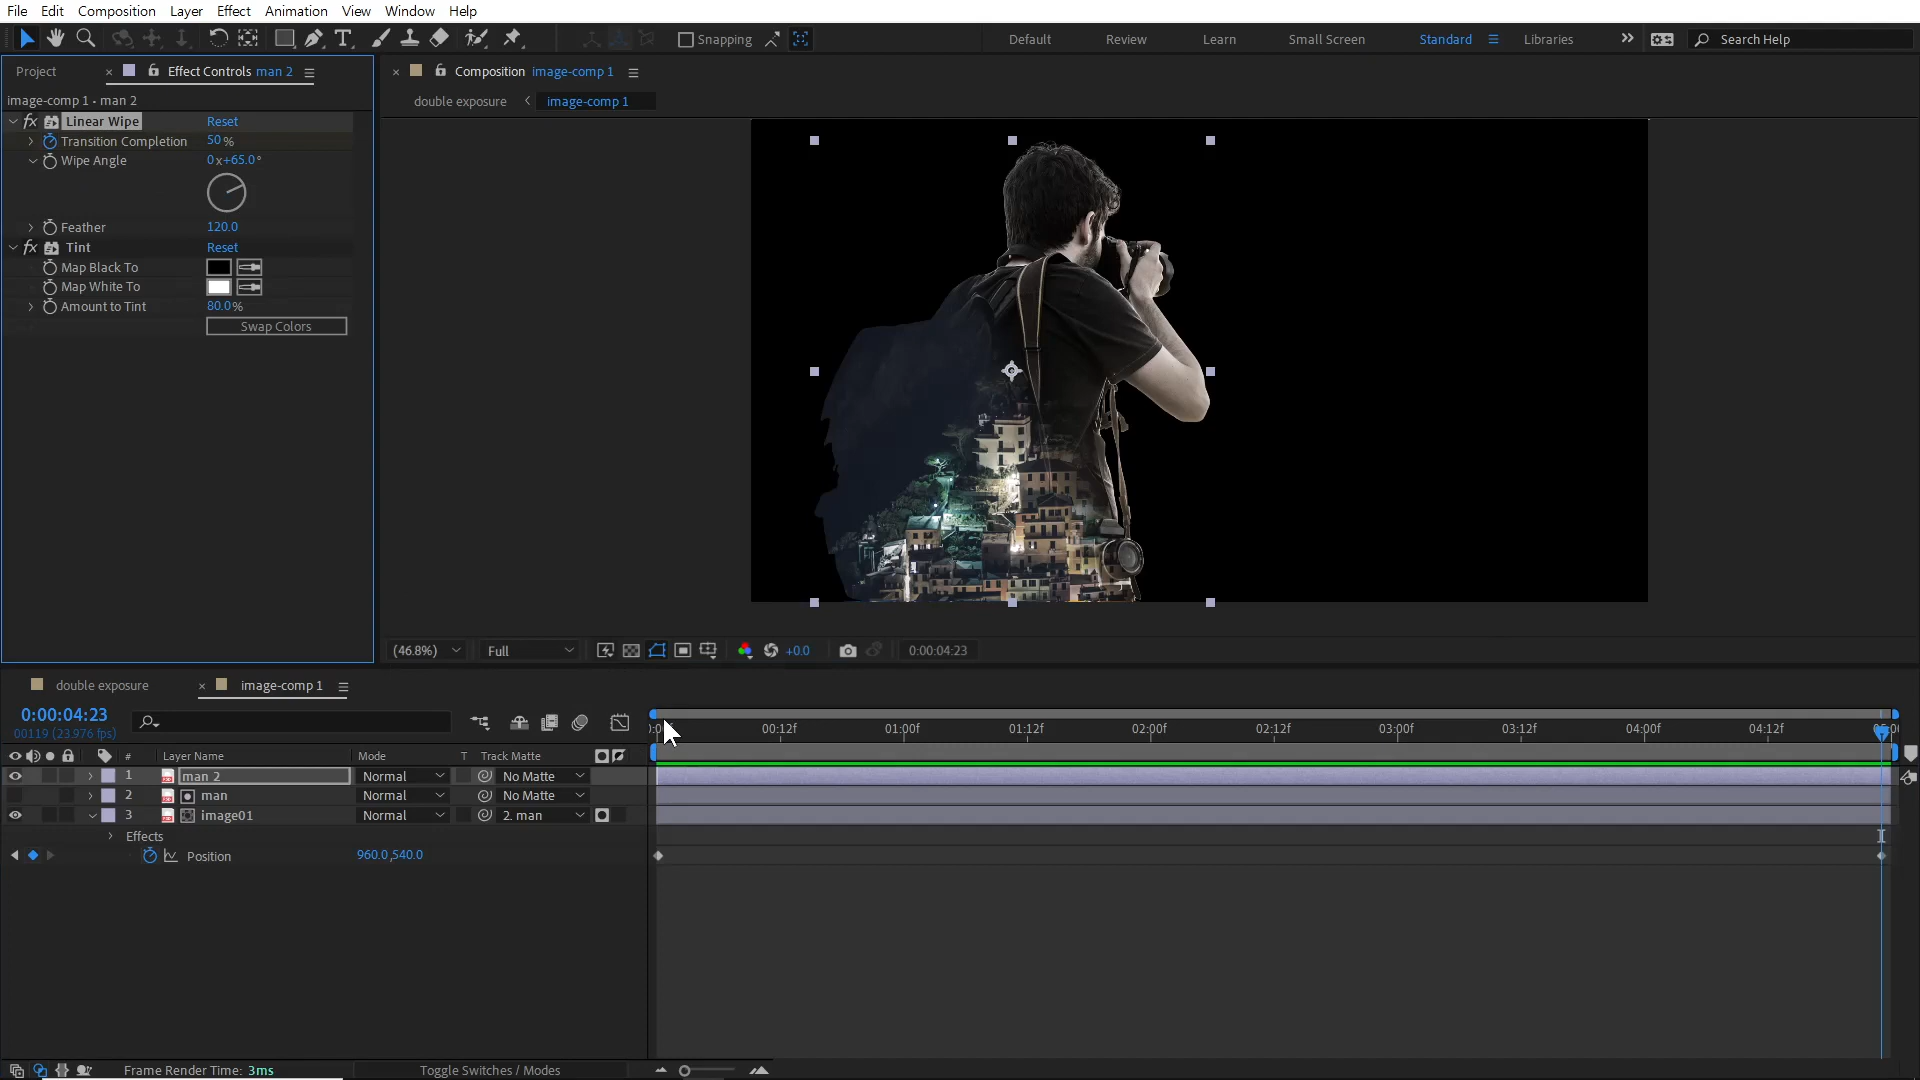 File Edit Composition Layer Effect Animation View Window Help
Snapping Default Review Learn Small Screen Standard Libraries Search Help
Project Effect Controls man 2
Composition image-comp 1
image-comp 1 • man 2
double exposure image-comp 1
fx Linear Wipe Reset
Transition Completion 50 %
Wipe Angle 0x+65.0°
Feather 120.0
fx Tint Reset
Map Black To
Map White To
Amount to Tint 80.0%
Swap Colors
(46.8%) Full +0.0 0:00:04:23
double exposure image-comp 1
0:00:04:23
00119 (23.976 fps)
00:12f 01:00f 01:12f 02:00f 02:12f 03:00f 03:12f 04:00f 04:12f
# Layer Name Mode T Track Matte
1 man 2 Normal No Matte
2 man Normal No Matte
3 image01 Normal 2. man
Effects
Position 960.0,540.0
Frame Render Time: 3ms Toggle Switches / Modes